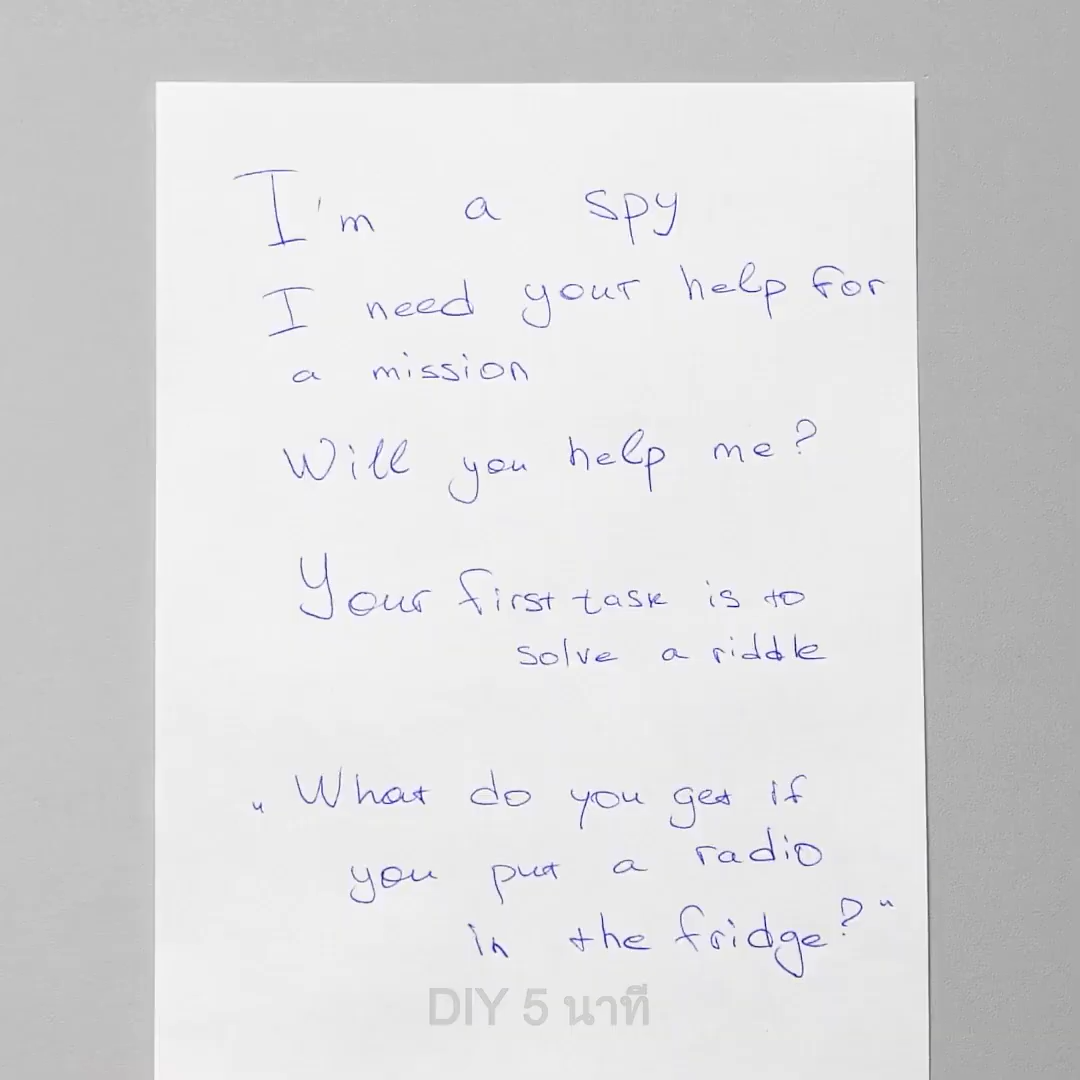 I'm a spy
I need your help for
a mission
Will you help me?
Your first task is to
solve a riddle
„What do you get if
you put a radio
in the fridge?"
DIY 5 นาที